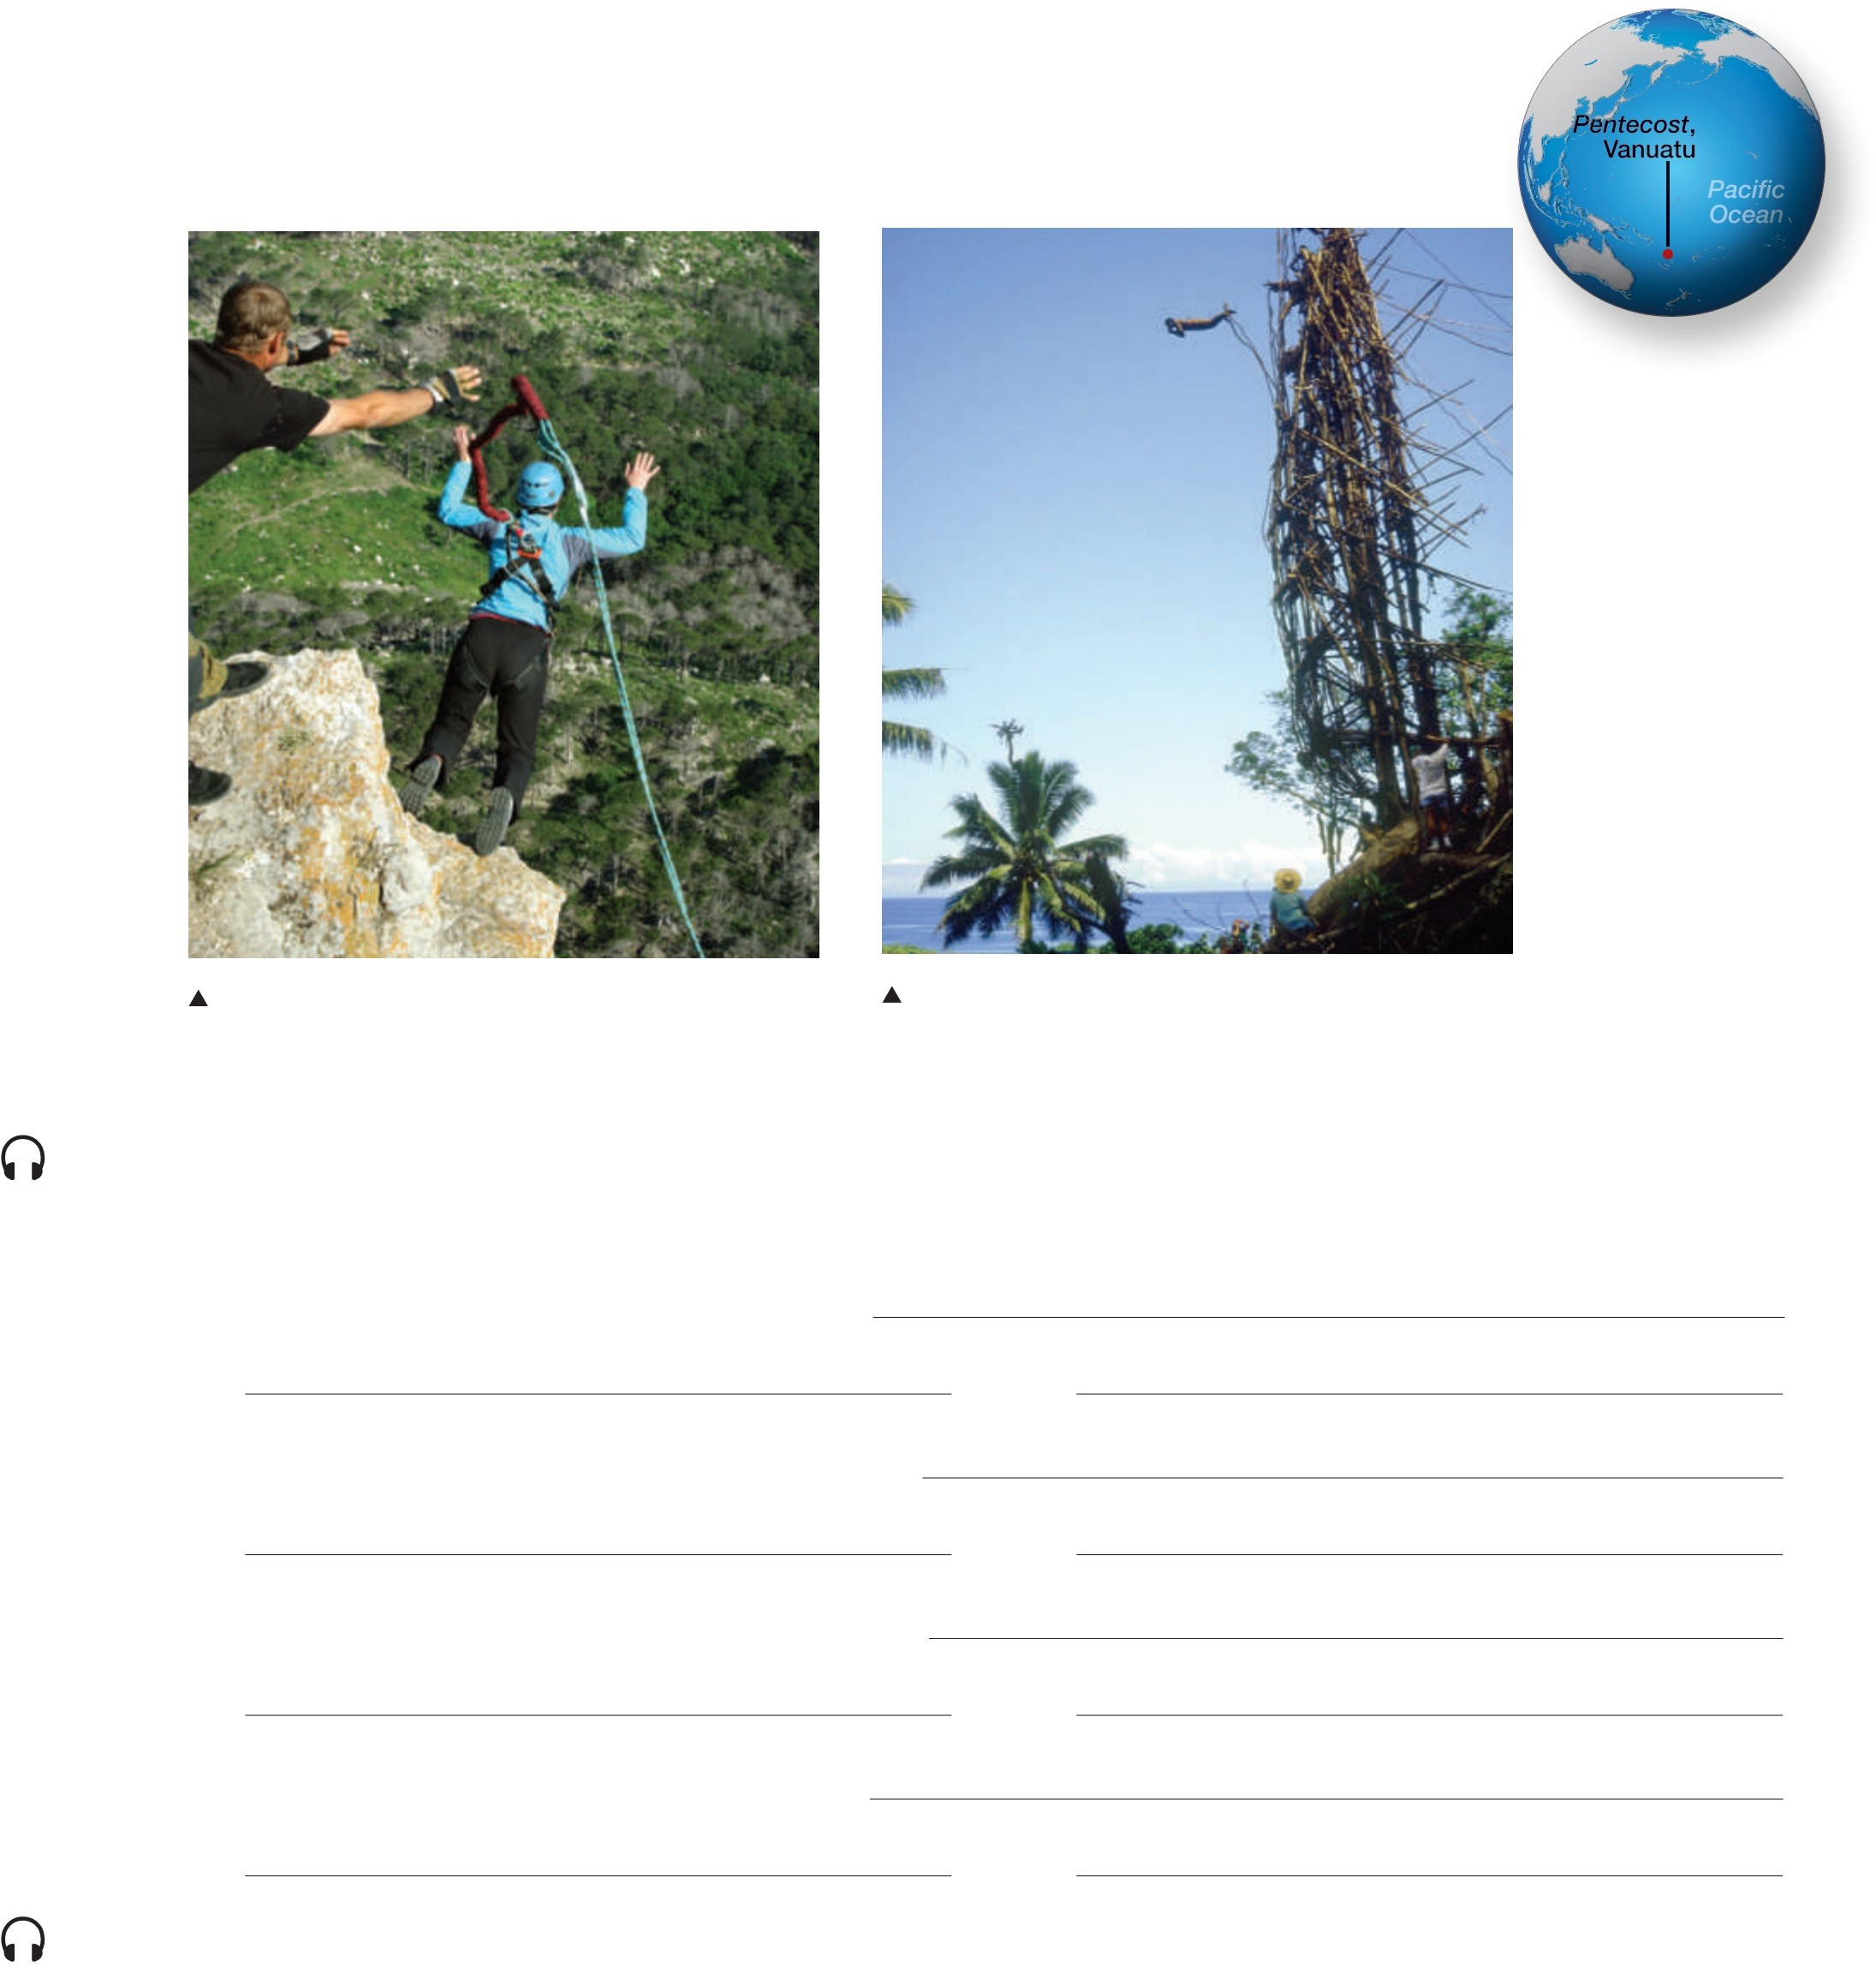 Pentecost,
Vanuatu
Pacific
Ocean